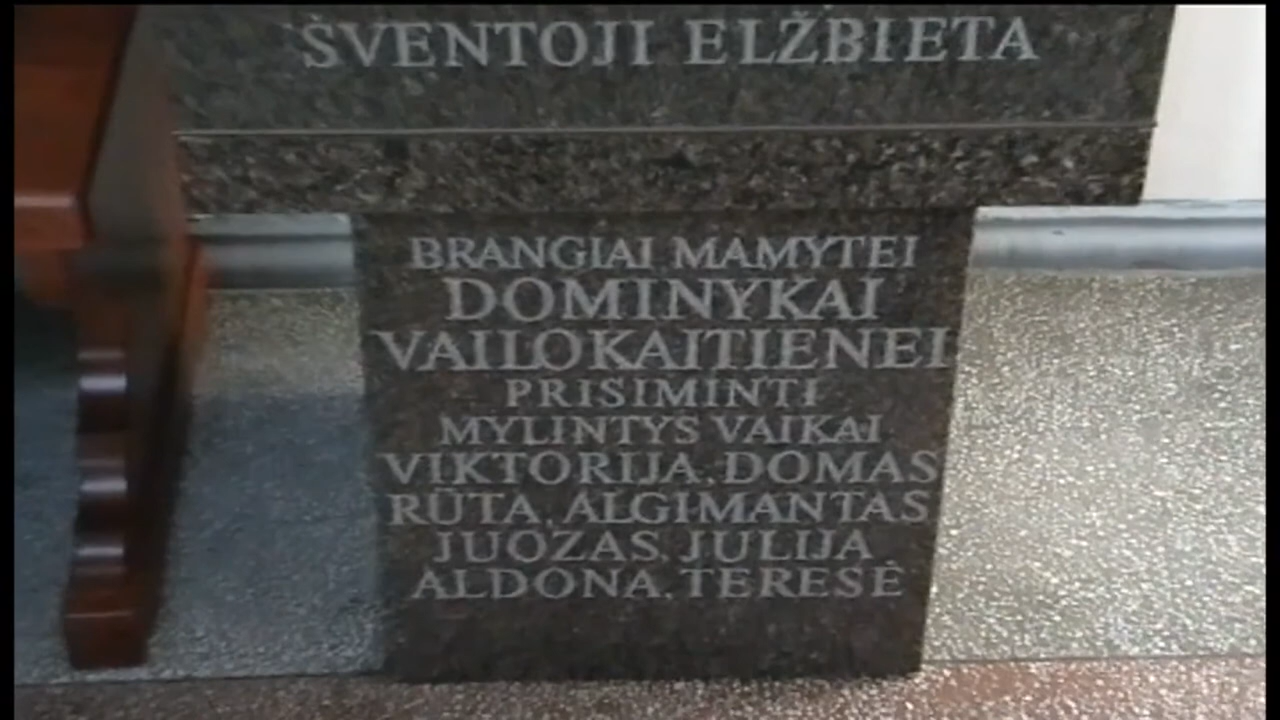 ŠVENTOJI ELŽBIETA
BRANGIAI MAMYTEI
DOMINYKAI
VAILOKAITIENEI
PRISIMINTI
MYLINTYS VAIKAI
VIKTORIJA, DOMAS
RŪTA, ALGIMANTAS
JUOZAS, JULIJA
ALDONA, TERESĖ